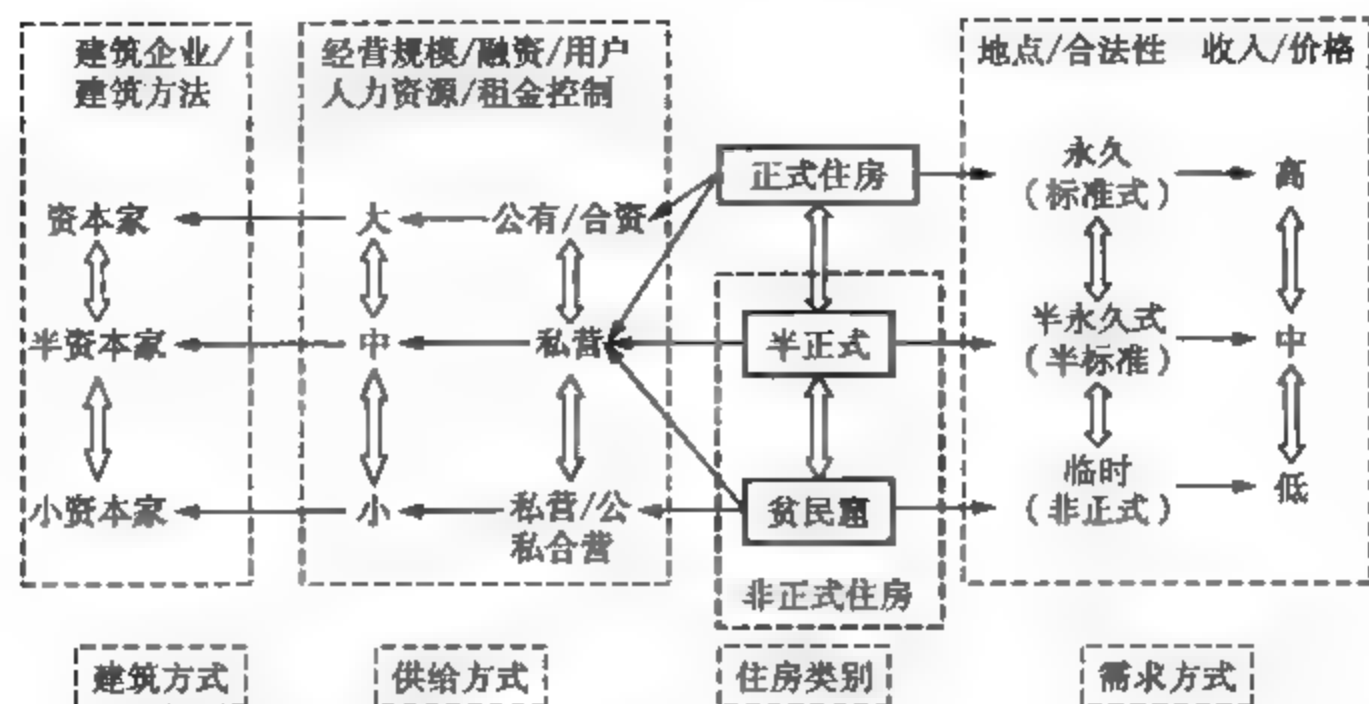 建筑企业/
建筑方法
经营规模/融资/用户
人力资源/租金控制
地点/合法性 收入/价格
正式住房
永久
(标准式)
高
资本家
大
公有/合资
半资本家
中
私营
半正式
半永久式
(半标准)
中
小资本家
小
私营/公
私合营
贫民窟
临时
(非正式)
低
非正式住房
建筑方式
供给方式
住房类别
需求方式